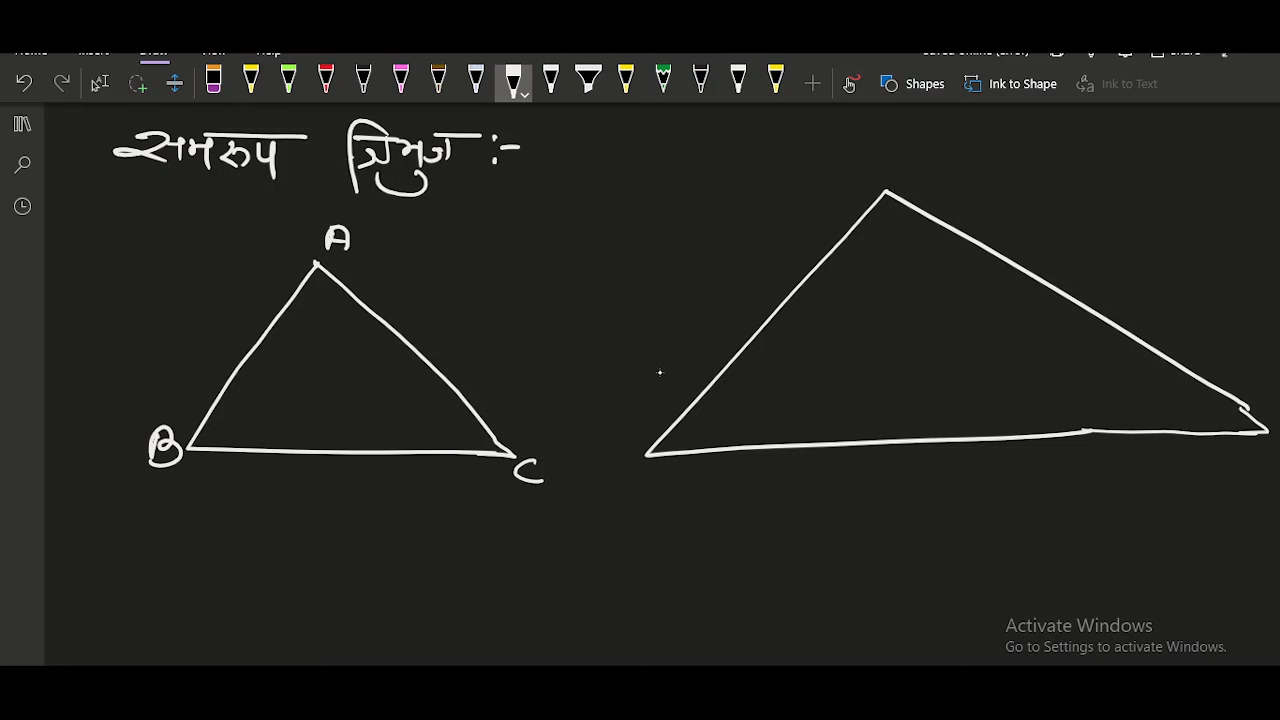 Shapes Ink to Shape Ink to Text
समरूप त्रिभुज :-
A
B
C
Activate Windows
Go to Settings to activate Windows.